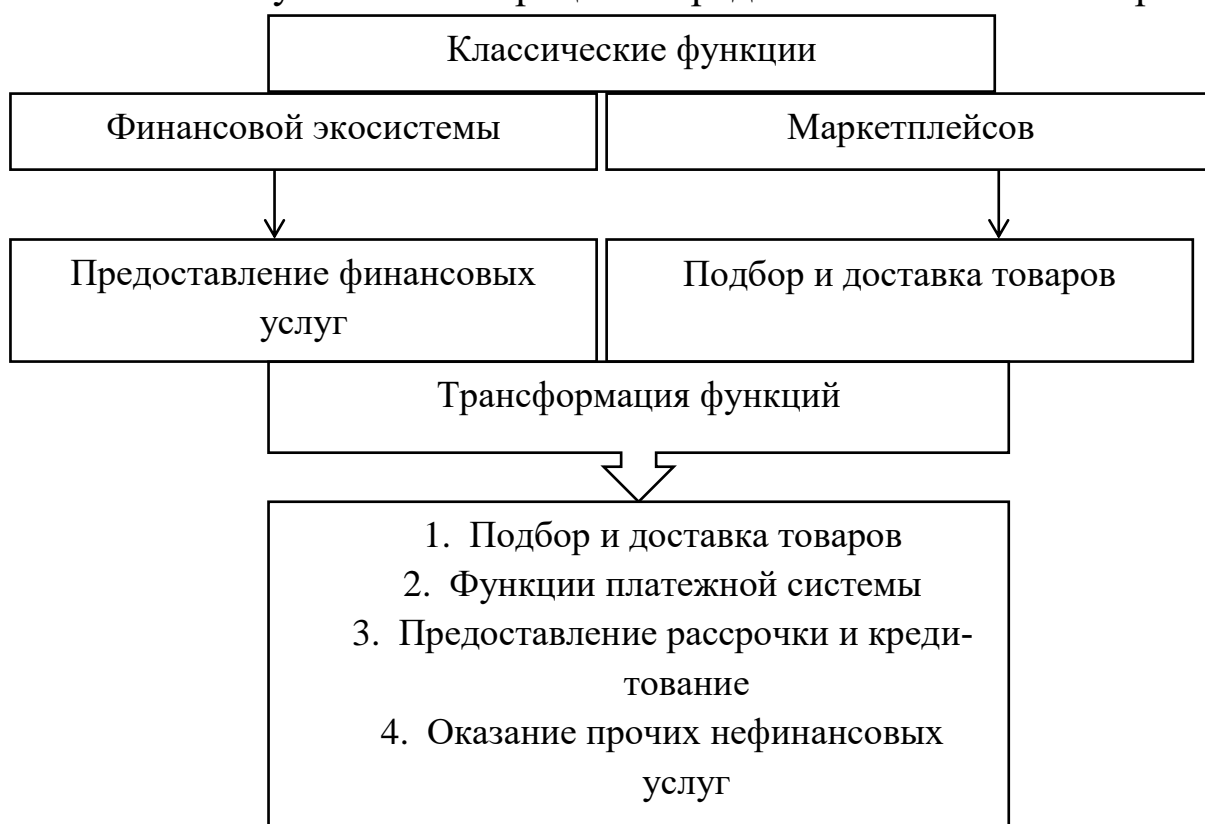 Классические функции
Финансовой экосистемы
Маркетплейсов
Предоставление финансовых
услуг
Подбор и доставка товаров
Трансформация функций
1. Подбор и доставка товаров
2. Функции платежной системы
3. Предоставление рассрочки и креди-
тование
4. Оказание прочих нефинансовых
услуг